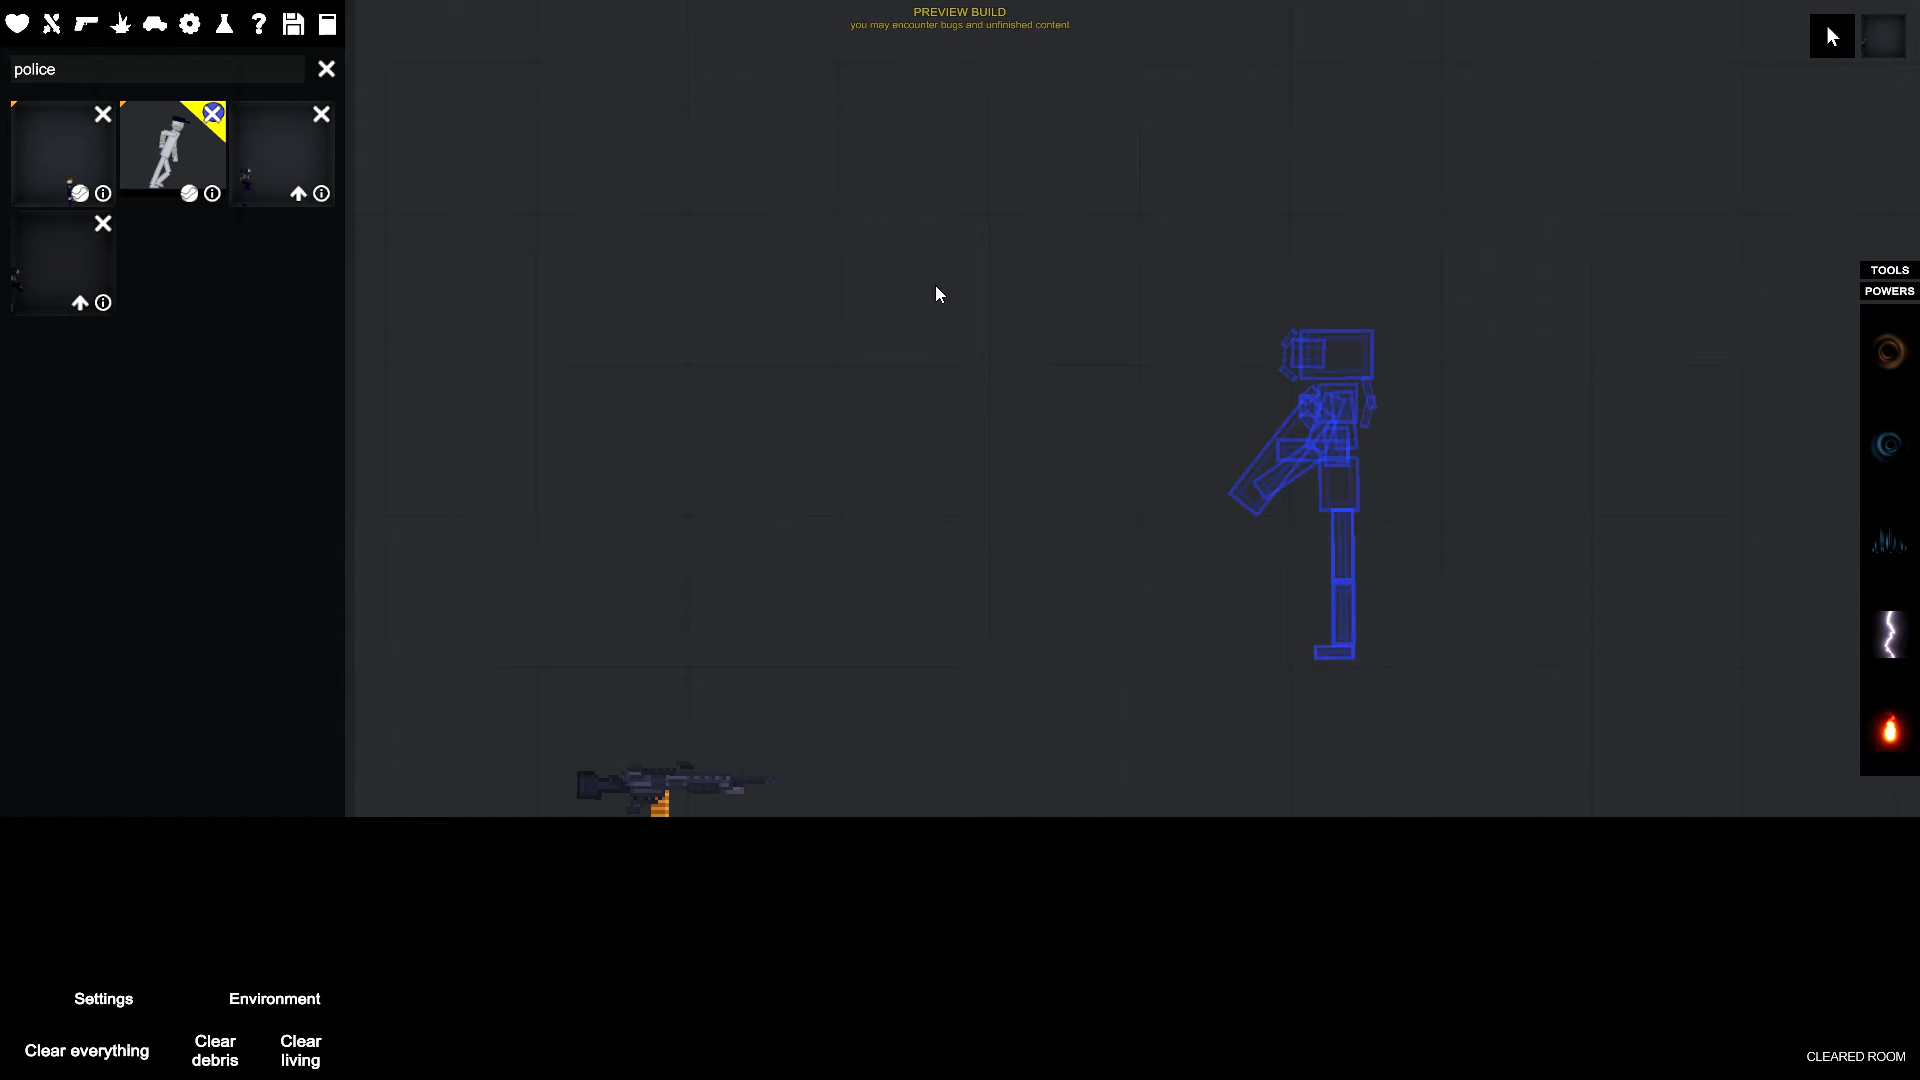 PREVIEW BUILD
you may encounter bugs and unfinished content
police
TOOLS
POWERS
Settings
Environment
Clear everything
Clear
debris
Clear
living
CLEARED ROOM